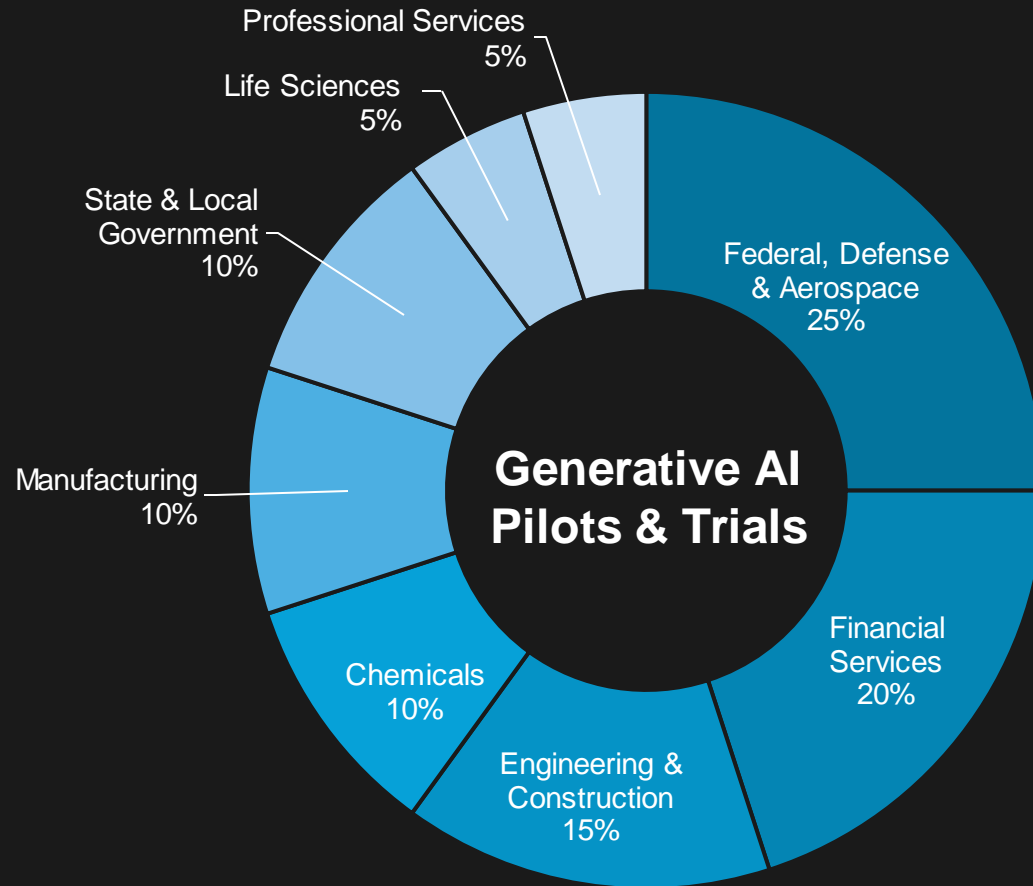 Professional Services
5%
Life Sciences
5%
State & Local
Government
10%
Federal, Defense
& Aerospace
25%
Manufacturing
10%
Generative AI
Pilots & Trials
Financial
Services
20%
Chemicals
10%
Engineering &
Construction
15%